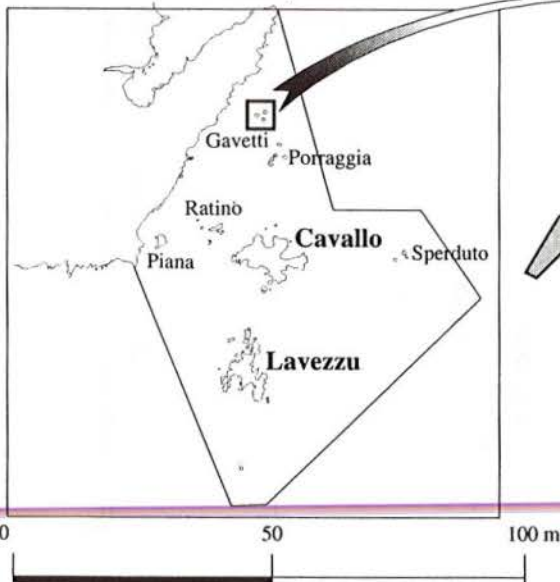 Gavetti
Porraggia
Ratino
Cavallo
Piana
Sperduto
Lavezzu
0 50 100 m